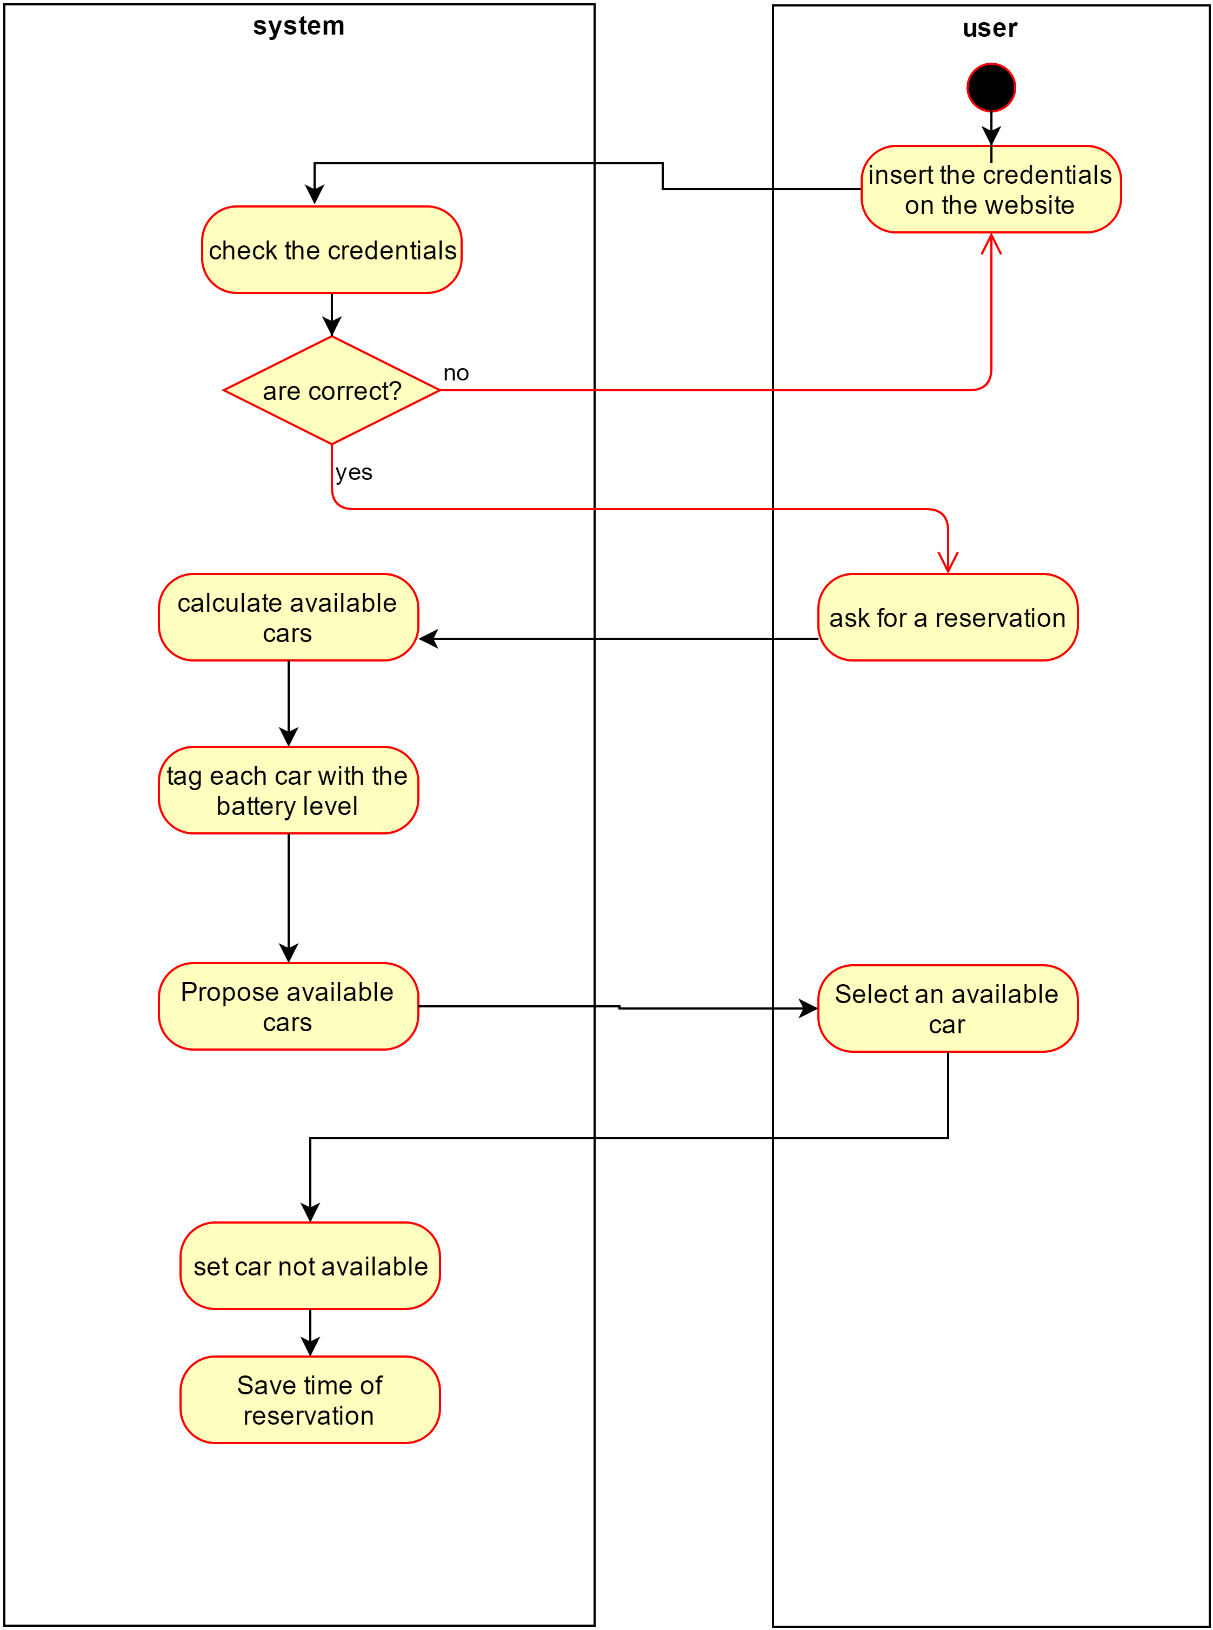 system
user
insert the credentials
on the website
check the credentials
are correct?
no
yes
calculate available
cars
ask for a reservation
tag each car with the
battery level
Propose available
cars
Select an available
car
set car not available
Save time of
reservation